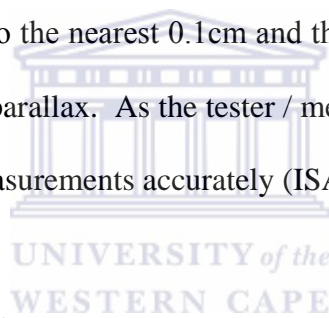 o the nearest 0.1cm and th
parallax. As the tester / me
asurements accurately (ISA
UNIVERSITY of the
WESTERN CAPE